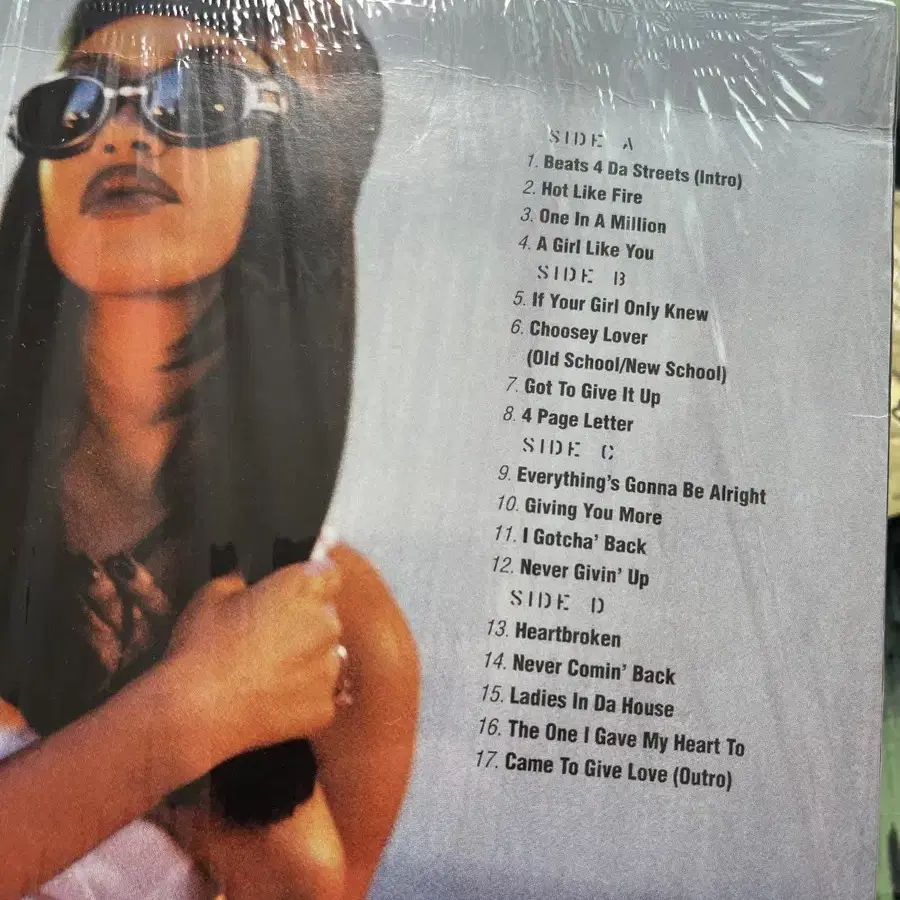 SIDE A
1. Beats 4 Da Streets (Intro)
2. Hot Like Fire
3. One In A Million
4. A Girl Like You
SIDE B
5. If Your Girl Only Knew
6. Choosey Lover
(Old School/New School)
7. Got To Give It Up
8. 4 Page Letter
SIDE C
9. Everything's Gonna Be Alright
10. Giving You More
11. I Gotcha' Back
12. Never Givin' Up
SIDE D
13. Heartbroken
14. Never Comin' Back
15. Ladies In Da House
16. The One I Gave My Heart To
17. Came To Give Love (Outro)